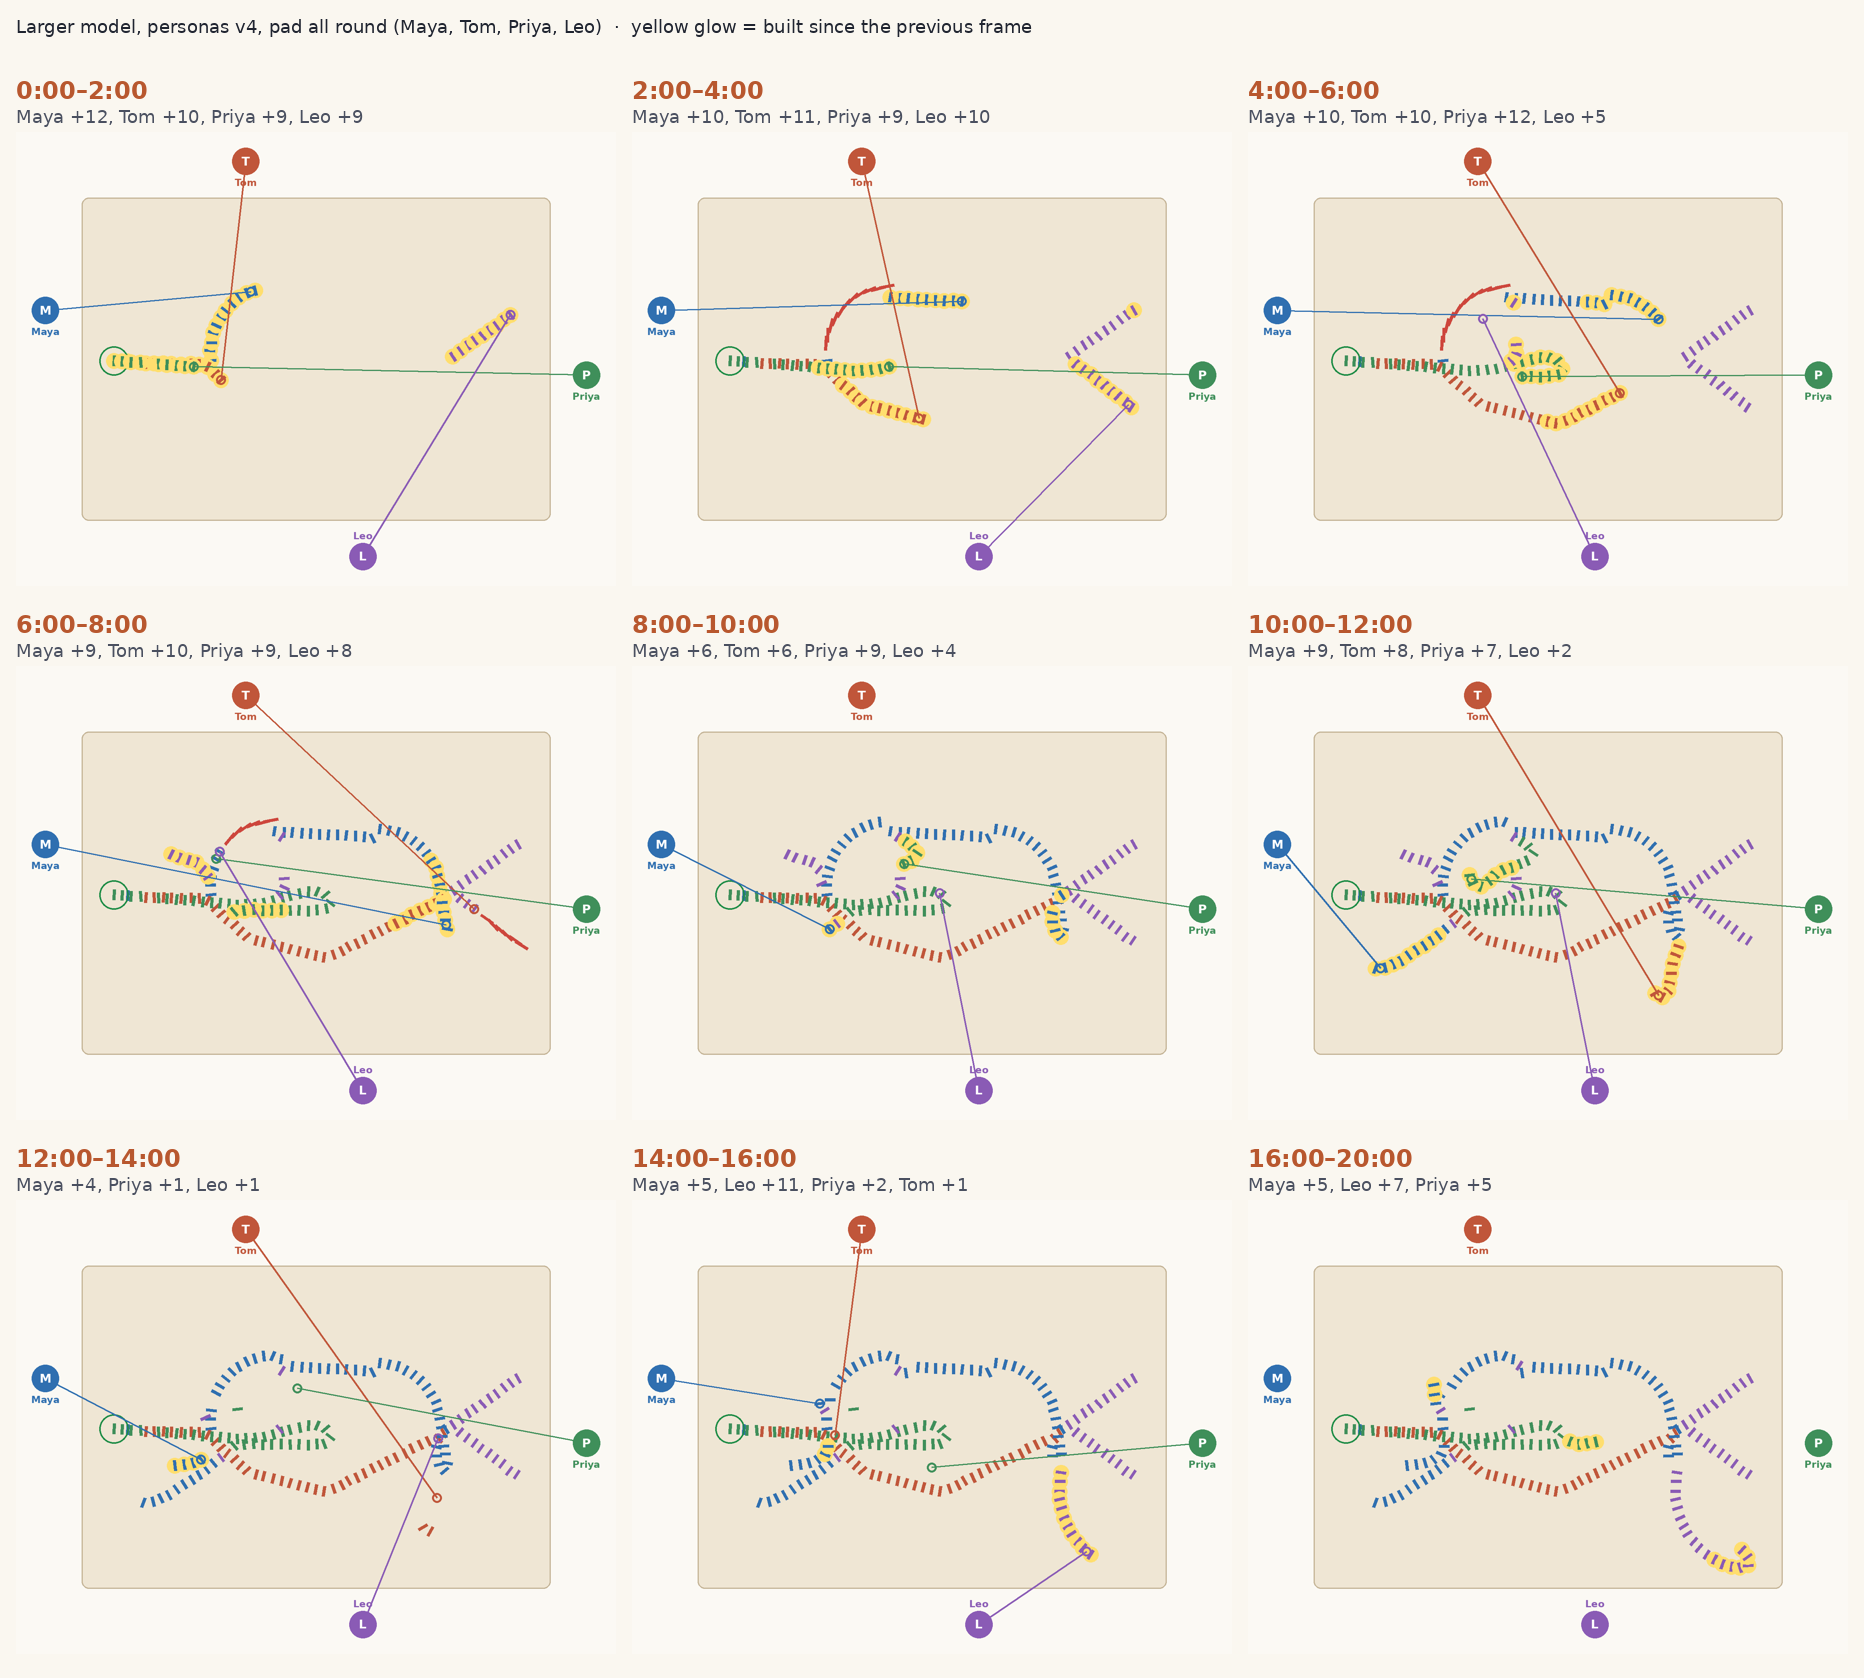 Larger model, personas v4, pad all round (Maya, Tom, Priya, Leo)  ·  yellow glow = built since the previous frame
0:00–2:00
Maya +12, Tom +10, Priya +9, Leo +9
T
Tom
M
Maya
P
Priya
Leo
L
2:00–4:00
Maya +10, Tom +11, Priya +9, Leo +10
T
Tom
M
Maya
P
Priya
Leo
L
4:00–6:00
Maya +10, Tom +10, Priya +12, Leo +5
T
Tom
M
Maya
P
Priya
Leo
L
6:00–8:00
Maya +9, Tom +10, Priya +9, Leo +8
T
Tom
M
Maya
P
Priya
Leo
L
8:00–10:00
Maya +6, Tom +6, Priya +9, Leo +4
T
Tom
M
Maya
P
Priya
Leo
L
10:00–12:00
Maya +9, Tom +8, Priya +7, Leo +2
T
Tom
M
Maya
P
Priya
Leo
L
12:00–14:00
Maya +4, Priya +1, Leo +1
T
Tom
M
Maya
P
Priya
Leo
L
14:00–16:00
Maya +5, Leo +11, Priya +2, Tom +1
T
Tom
M
Maya
P
Priya
Leo
L
16:00–20:00
Maya +5, Leo +7, Priya +5
T
Tom
M
Maya
P
Priya
Leo
L